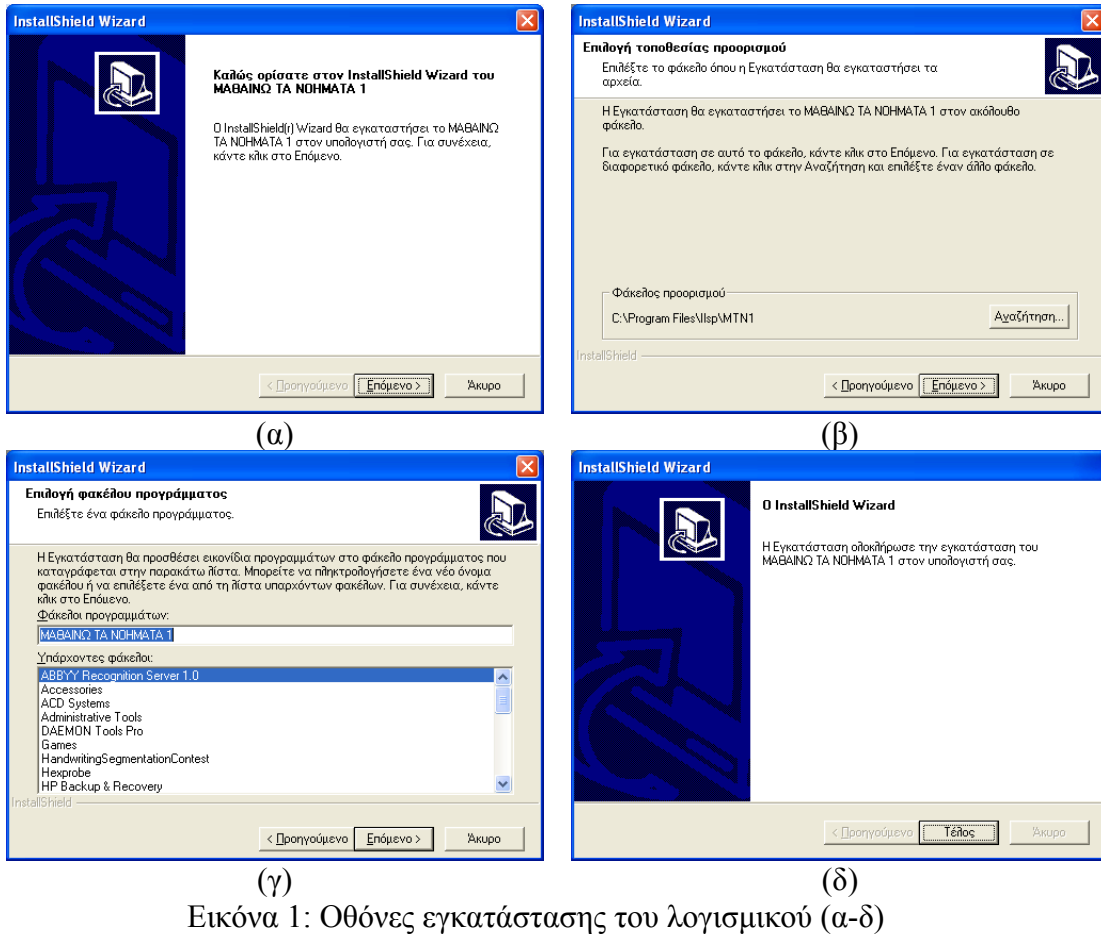 InstallShield Wizard
Καλώς ορίσατε στον InstallShield Wizard του
ΜΑΘΑΙΝΩ ΤΑ ΝΟΗΜΑΤΑ 1
Ο InstallShield(r) Wizard θα εγκαταστήσει το ΜΑΘΑΙΝΩ
ΤΑ ΝΟΗΜΑΤΑ 1 στον υπολογιστή σας. Για συνέχεια,
κάντε κλικ στο Επόμενο.
< Προηγούμενο Επόμενο > Άκυρο
(α)
InstallShield Wizard
Επιλογή τοποθεσίας προορισμού
Επιλέξτε το φάκελο όπου η Εγκατάσταση θα εγκαταστήσει τα
αρχεία.
Η Εγκατάσταση θα εγκαταστήσει το ΜΑΘΑΙΝΩ ΤΑ ΝΟΗΜΑΤΑ 1 στον ακόλουθο
φάκελο.
Για εγκατάσταση σε αυτό το φάκελο, κάντε κλικ στο Επόμενο. Για εγκατάσταση σε
διαφορετικό φάκελο, κάντε κλικ στην Αναζήτηση και επιλέξτε έναν άλλο φάκελο.
Φάκελος προορισμού
C:\Program Files\Ilsp\MTN1
Αναζήτηση...
InstallShield
< Προηγούμενο Επόμενο > Άκυρο
(β)
InstallShield Wizard
Επιλογή φακέλου προγράμματος
Επιλέξτε ένα φάκελο προγράμματος.
Η Εγκατάσταση θα προσθέσει εικονίδια προγραμμάτων στο φάκελο προγράμματος που
καταγράφεται στην παρακάτω λίστα. Μπορείτε να πληκτρολογήσετε ένα νέο όνομα
φακέλου ή να επιλέξετε ένα από τη λίστα υπαρχόντων φακέλων. Για συνέχεια, κάντε
κλικ στο Επόμενο.
Φάκελοι προγραμμάτων:
ΜΑΘΑΙΝΩ ΤΑ ΝΟΗΜΑΤΑ 1
Υπάρχοντες φάκελοι:
ABBYY Recognition Server 1.0
Accessories
ACD Systems
Administrative Tools
DAEMON Tools Pro
Games
HandwritingSegmentationContest
Hexprobe
HP Backup & Recovery
InstallShield
< Προηγούμενο Επόμενο > Άκυρο
(γ)
InstallShield Wizard
Ο InstallShield Wizard
Η Εγκατάσταση ολοκλήρωσε την εγκατάσταση του
ΜΑΘΑΙΝΩ ΤΑ ΝΟΗΜΑΤΑ 1 στον υπολογιστή σας.
< Προηγούμενο Τέλος Άκυρο
(δ)
Εικόνα 1: Οθόνες εγκατάστασης του λογισμικού (α-δ)